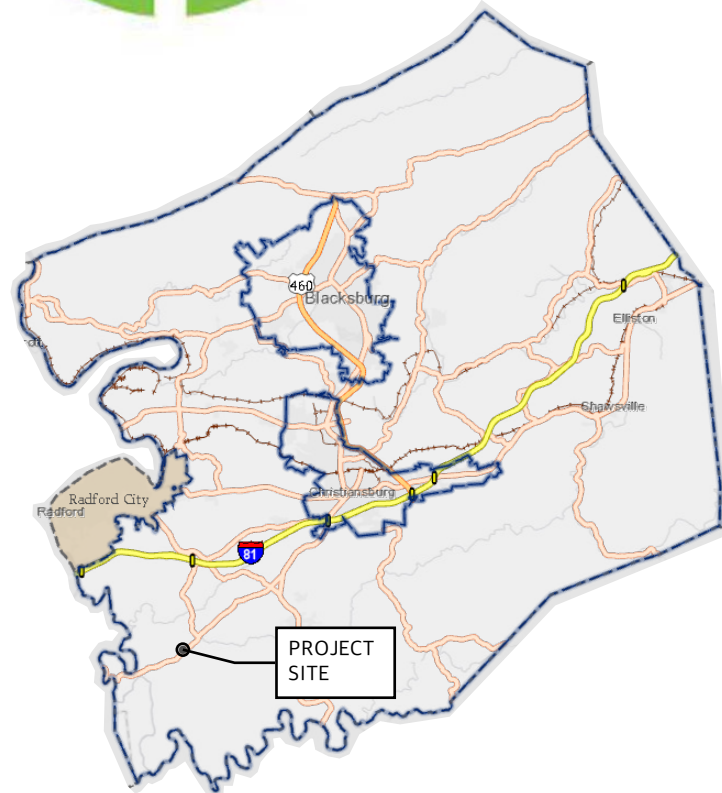 460
Blacksburg
Elliston
Shawsville
Radford City
Radford
Christiansburg
81
PROJECT
SITE